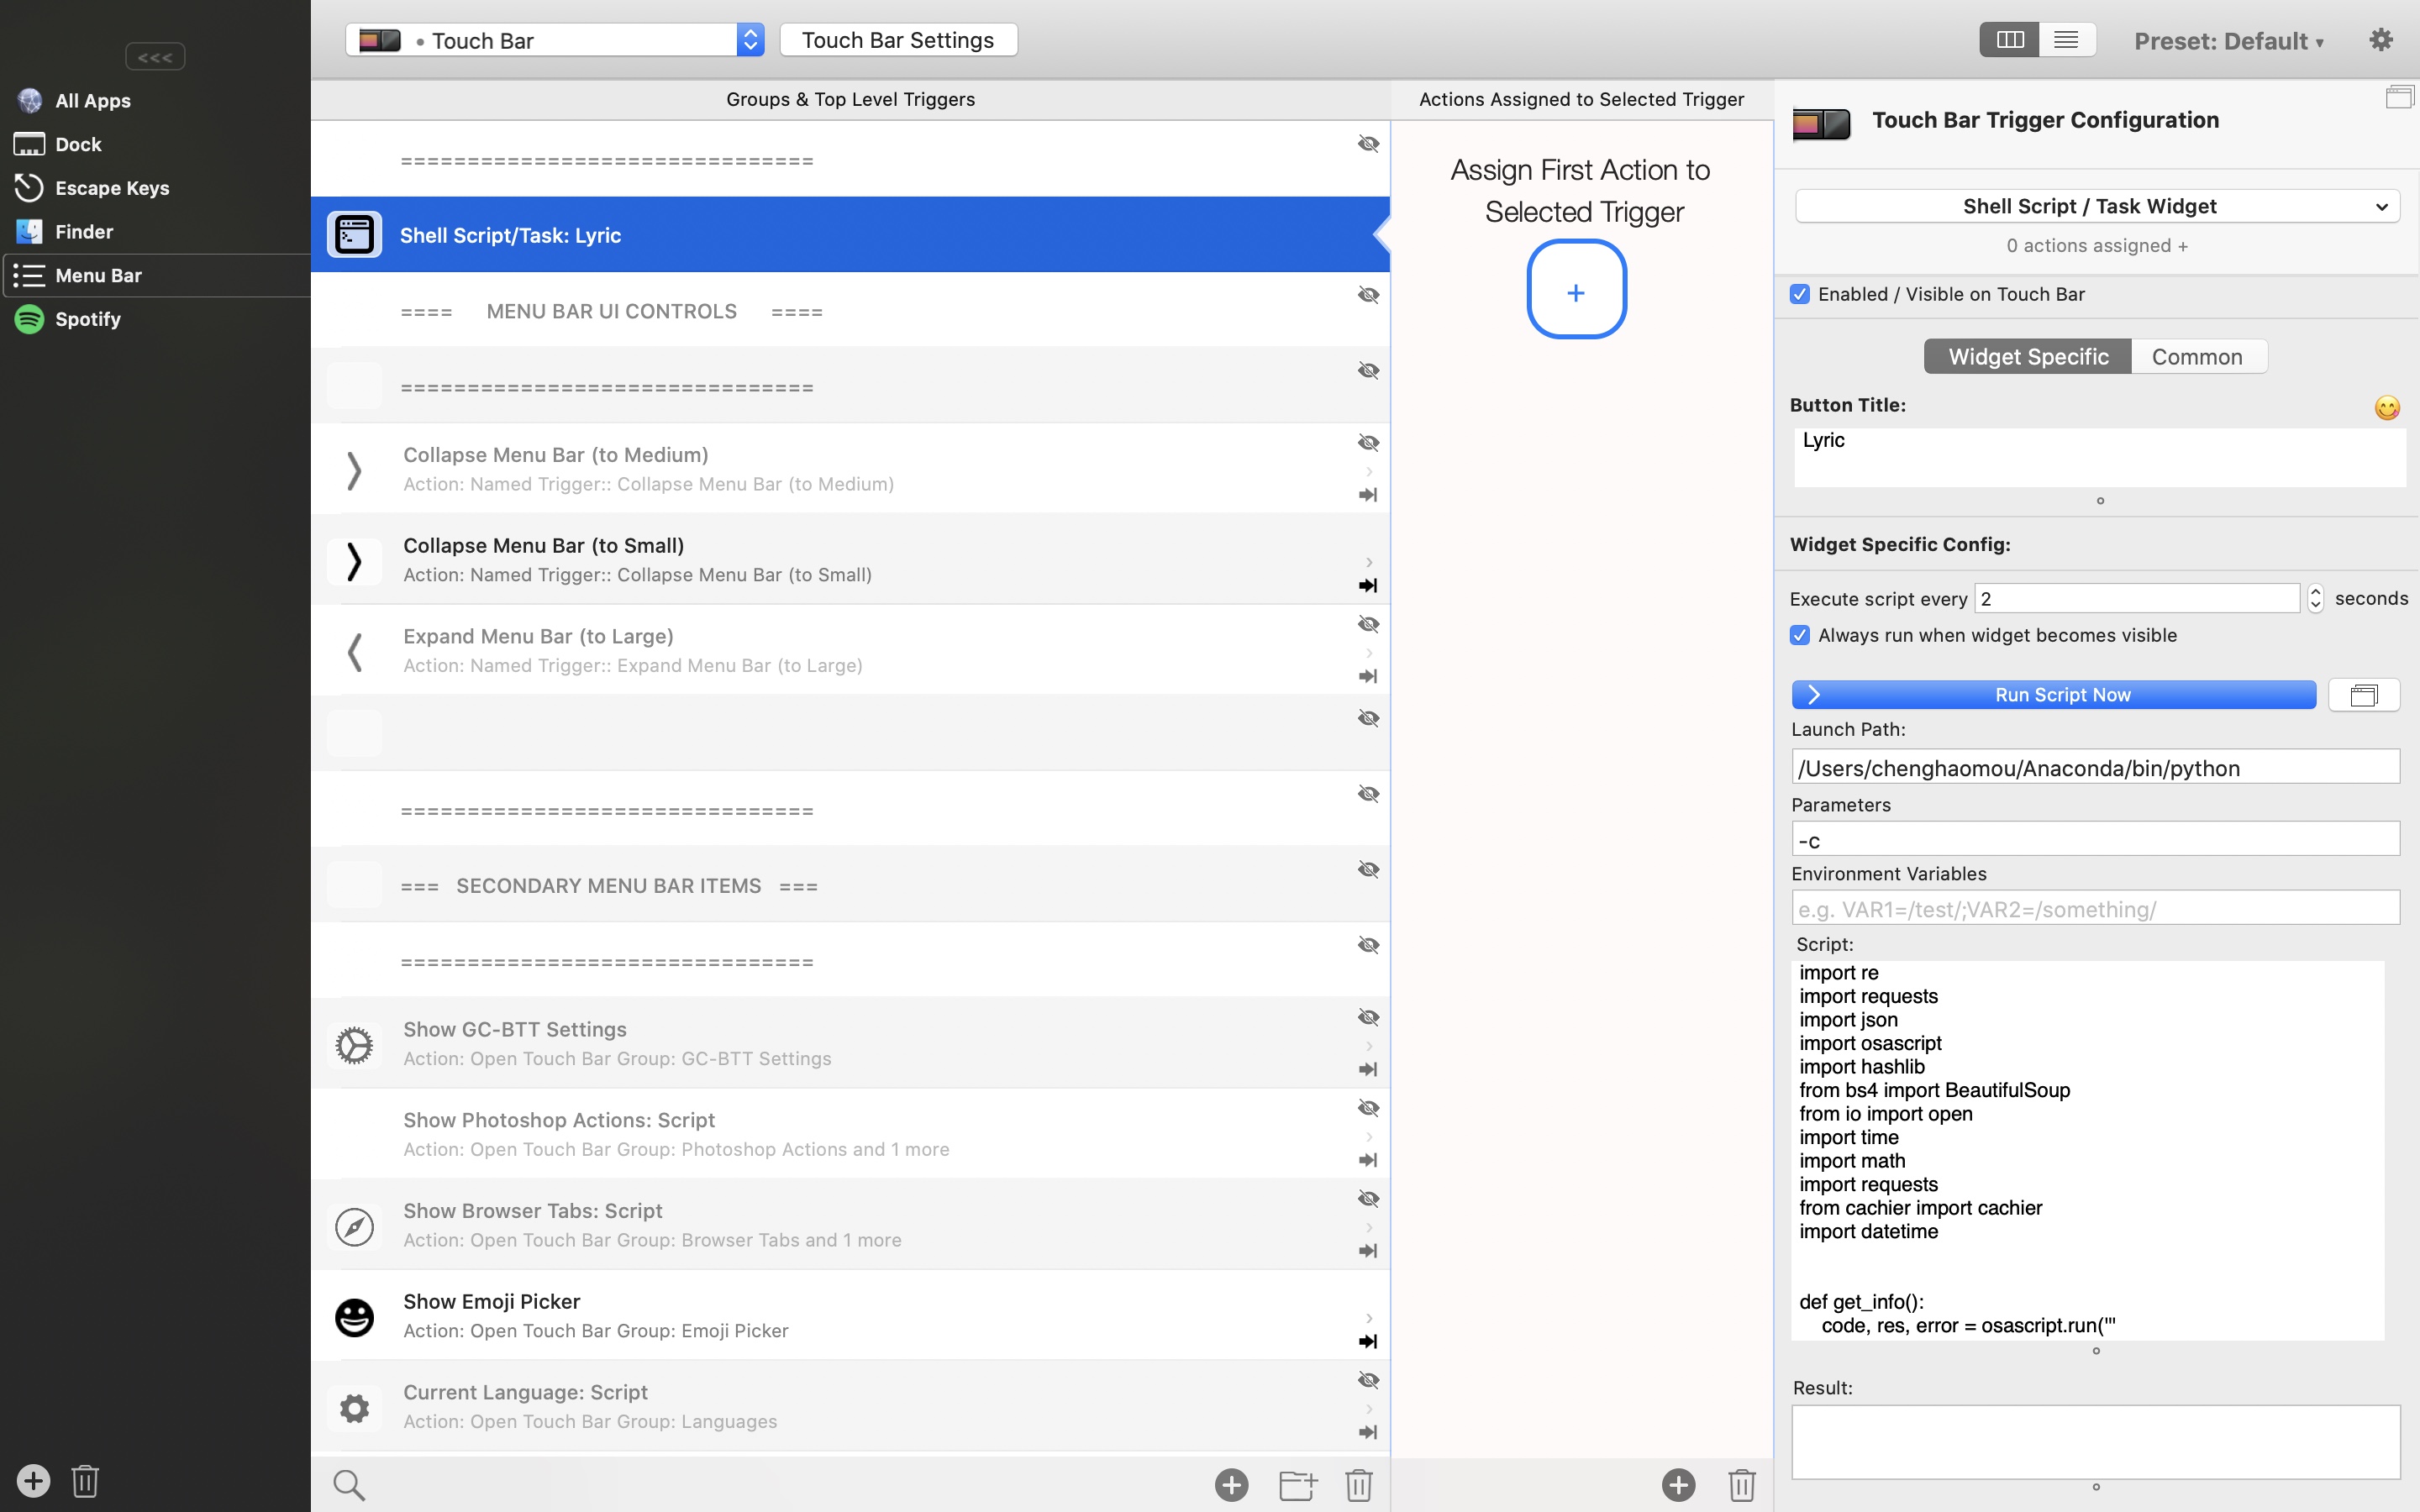 <<<
All Apps
Dock
Escape Keys
Finder
Menu Bar
Spotify
• Touch Bar
Touch Bar Settings
Preset: Default ▾
Groups & Top Level Triggers
==============================
Shell Script/Task: Lyric
==== MENU BAR UI CONTROLS ====
==============================
Collapse Menu Bar (to Medium)
Action: Named Trigger:: Collapse Menu Bar (to Medium)
Collapse Menu Bar (to Small)
Action: Named Trigger:: Collapse Menu Bar (to Small)
Expand Menu Bar (to Large)
Action: Named Trigger:: Expand Menu Bar (to Large)
==============================
=== SECONDARY MENU BAR ITEMS ===
==============================
Show GC-BTT Settings
Action: Open Touch Bar Group: GC-BTT Settings
Show Photoshop Actions: Script
Action: Open Touch Bar Group: Photoshop Actions and 1 more
Show Browser Tabs: Script
Action: Open Touch Bar Group: Browser Tabs and 1 more
Show Emoji Picker
Action: Open Touch Bar Group: Emoji Picker
Current Language: Script
Action: Open Touch Bar Group: Languages
Actions Assigned to Selected Trigger
Assign First Action to
Selected Trigger
+
Touch Bar Trigger Configuration
Shell Script / Task Widget
0 actions assigned +
Enabled / Visible on Touch Bar
Widget Specific
Common
Button Title:
Lyric
Widget Specific Config:
Execute script every 2 seconds
Always run when widget becomes visible
Run Script Now
Launch Path:
/Users/chenghaomou/Anaconda/bin/python
Parameters
-c
Environment Variables
e.g. VAR1=/test/;VAR2=/something/
Script:
import re
import requests
import json
import osascript
import hashlib
from bs4 import BeautifulSoup
from io import open
import time
import math
import requests
from cachier import cachier
import datetime
def get_info():
code, res, error = osascript.run('''
Result: